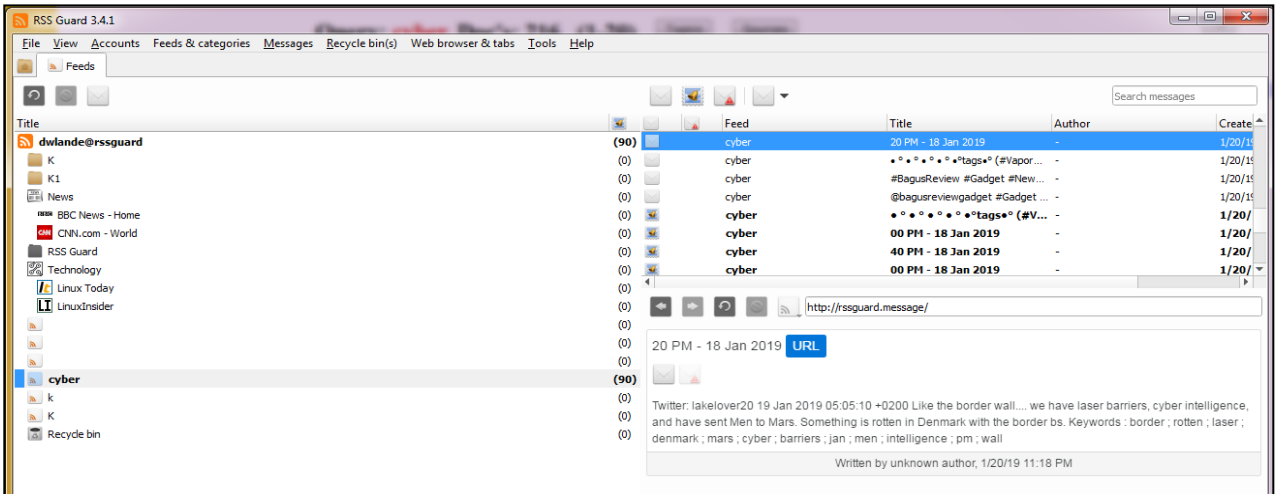 RSS Guard 3.4.1
File View Accounts Feeds & categories Messages Recycle bin(s) Web browser & tabs Tools Help
Feeds
Search messages
Title
dwlande@rssguard (90)
K (0)
K1 (0)
News (0)
BBC News - Home (0)
CNN CNN.com - World (0)
RSS Guard (0)
Technology (0)
Linux Today (0)
LI LinuxInsider (0)
(0)
(0)
(0)
cyber (90)
k (0)
K (0)
Recycle bin (0)
Feed Title Author Create
cyber 20 PM - 18 Jan 2019 - 1/20/19
cyber • ° • ° • ° • °tags•° (#Vapor... - 1/20/19
cyber #BagusReview #Gadget #New... - 1/20/19
cyber @bagusreviewgadget #Gadget ... - 1/20/19
cyber • ° • ° • ° • •°tags•° (#V... - 1/20/
cyber 00 PM - 18 Jan 2019 - 1/20/
cyber 40 PM - 18 Jan 2019 - 1/20/
cyber 00 PM - 18 Jan 2019 - 1/20/
http://rssguard.message/
20 PM - 18 Jan 2019 URL
Twitter: lakelover20 19 Jan 2019 05:05:10 +0200 Like the border wall.... we have laser barriers, cyber intelligence,
and have sent Men to Mars. Something is rotten in Denmark with the border bs. Keywords : border ; rotten ; laser ;
denmark ; mars ; cyber ; barriers ; jan ; men ; intelligence ; pm ; wall
Written by unknown author, 1/20/19 11:18 PM